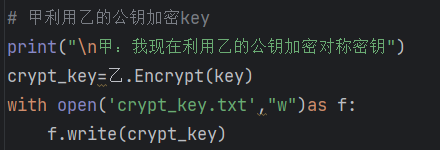 # 甲利用乙的公钥加密key
print("\n甲：我现在利用乙的公钥加密对称密钥")
crypt_key=乙.Encrypt(key)
with open('crypt_key.txt',"w")as f:
    f.write(crypt_key)